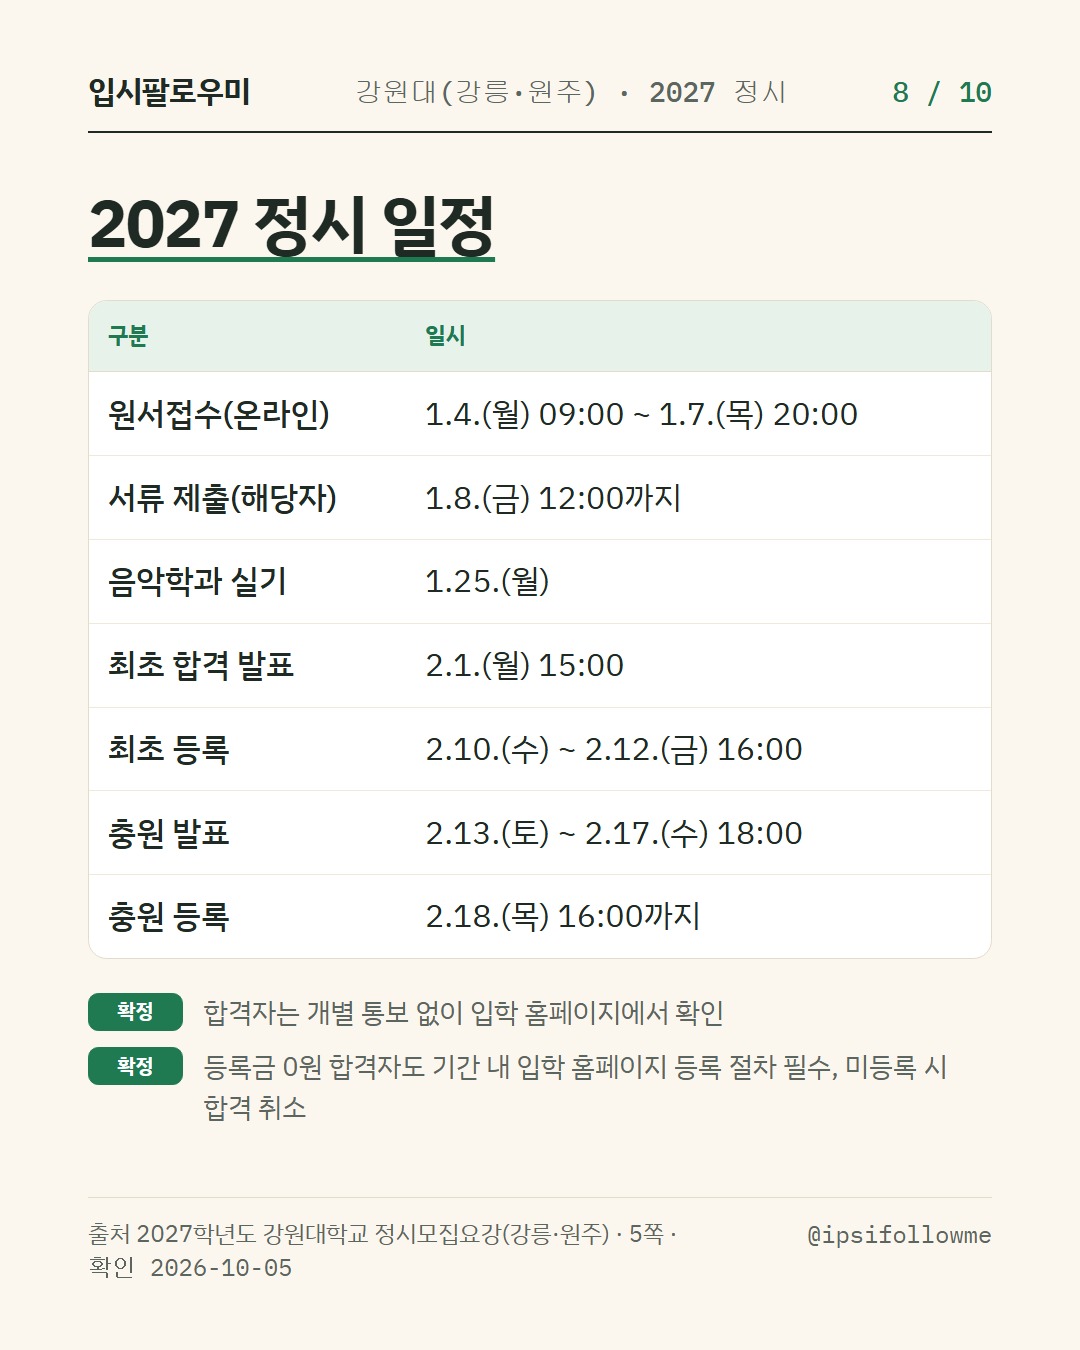 입시팔로우미 강원대(강릉·원주) · 2027 정시 8 / 10
2027 정시 일정
구분 일시
원서접수(온라인) 1.4.(월) 09:00 ~ 1.7.(목) 20:00
서류 제출(해당자) 1.8.(금) 12:00까지
음악학과 실기 1.25.(월)
최초 합격 발표 2.1.(월) 15:00
최초 등록 2.10.(수) ~ 2.12.(금) 16:00
충원 발표 2.13.(토) ~ 2.17.(수) 18:00
충원 등록 2.18.(목) 16:00까지
확정 합격자는 개별 통보 없이 입학 홈페이지에서 확인
확정 등록금 0원 합격자도 기간 내 입학 홈페이지 등록 절차 필수, 미등록 시
합격 취소
출처 2027학년도 강원대학교 정시모집요강(강릉·원주) · 5쪽 · @ipsifollowme
확인 2026-10-05